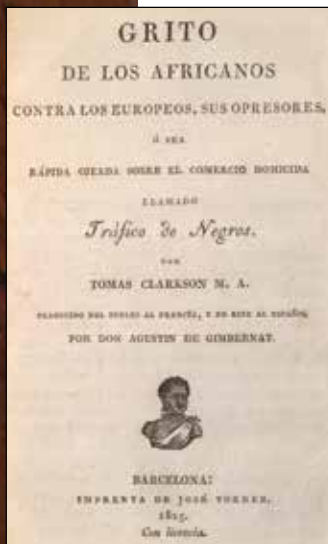 GRITO
DE LOS AFRICANOS
CONTRA LOS EUROPEOS, SUS OPRESORES,
Ó SEA
RÁPIDA OJEADA SOBRE EL COMERCIO HOMICIDA
LLAMADO
Tráfico de Negros.
POR
TOMAS CLARKSON M. A.
TRADUCIDO DEL INGLES AL FRANCÉS, Y DE ESTE AL ESPAÑOL
POR DON AGUSTIN DE GIMBERNAT.
BARCELONA:
IMPRENTA DE JOSÉ TORNER,
1825.
Con licencia.